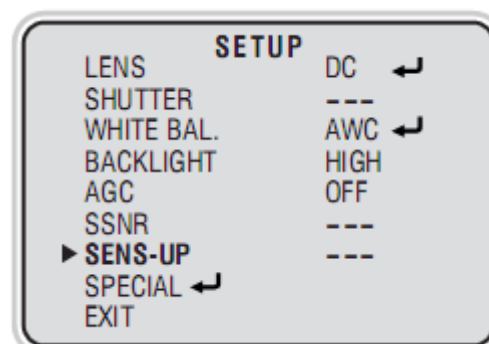 SETUP
LENS DC ↵
SHUTTER ---
WHITE BAL. AWC ↵
BACKLIGHT HIGH
AGC OFF
SSNR ---
▶ SENS-UP ---
SPECIAL ↵
EXIT